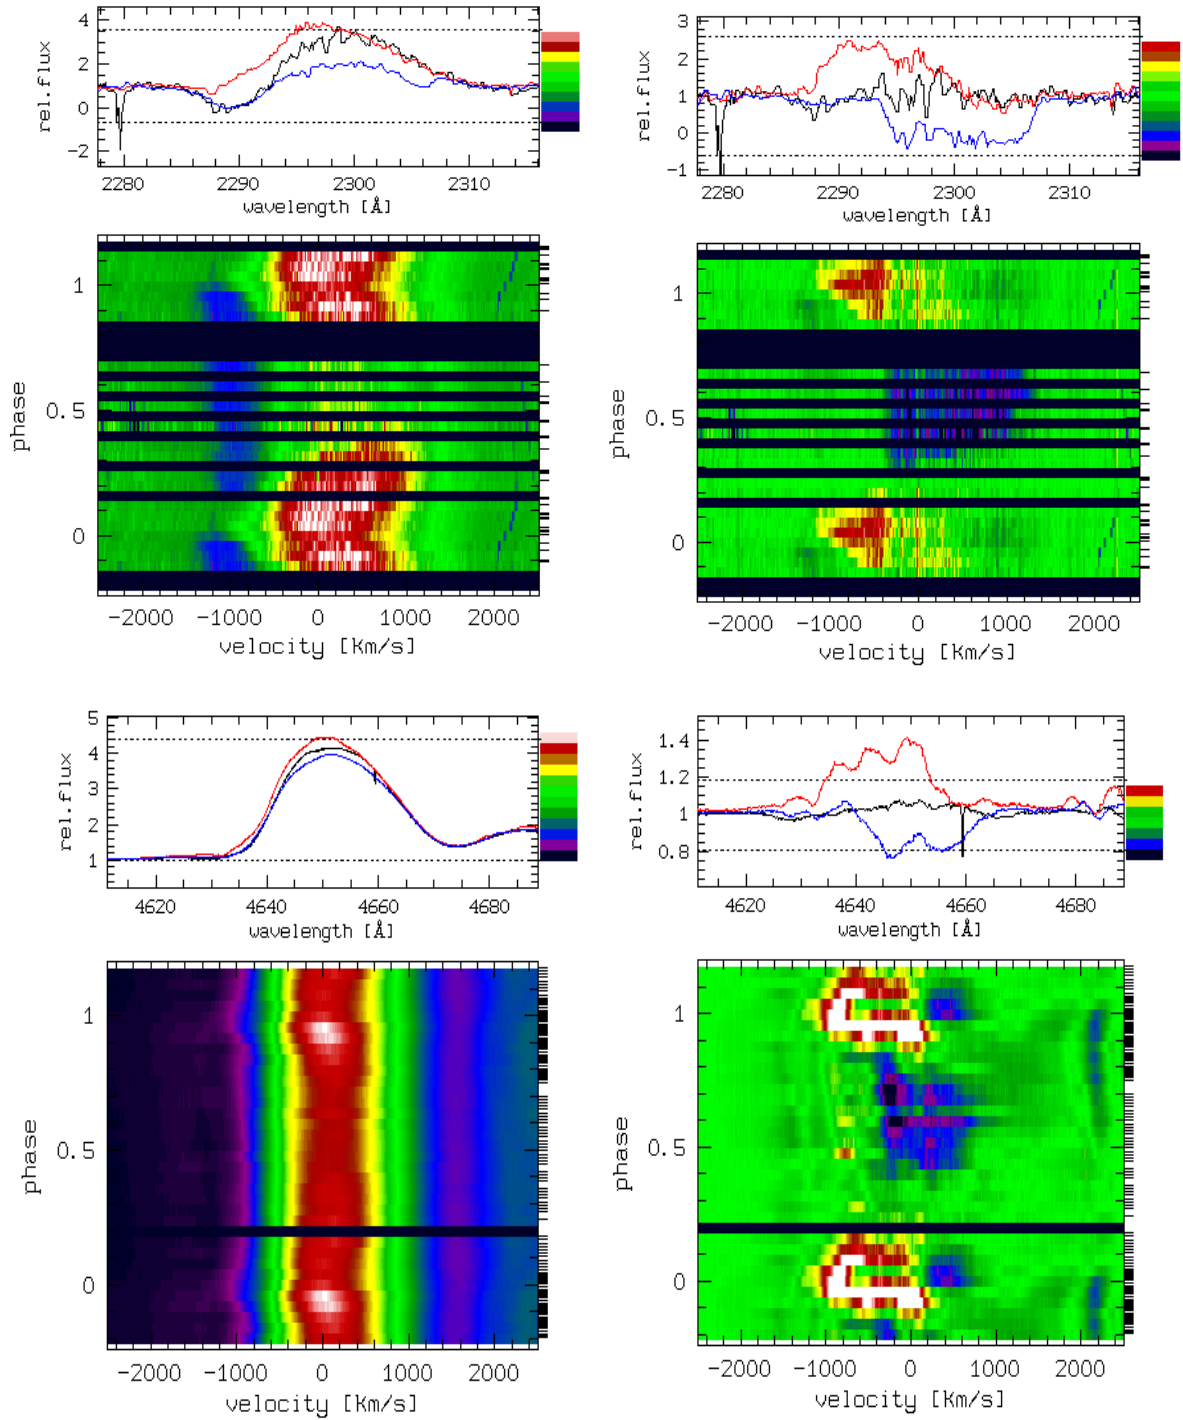 4
2
0
−2
rel.flux
2280 2290 2300 2310
wavelength [Å]
3
2
1
0
−1
rel.flux
2280 2290 2300 2310
wavelength [Å]
1
0.5
0
phase
−2000 −1000 0 1000 2000
velocity [Km/s]
1
0.5
0
phase
−2000 −1000 0 1000 2000
velocity [Km/s]
5
4
3
2
1
rel.flux
4620 4640 4660 4680
wavelength [Å]
1.4
1.2
1
0.8
rel.flux
4620 4640 4660 4680
wavelength [Å]
1
0.5
0
phase
−2000 −1000 0 1000 2000
velocity [Km/s]
1
0.5
0
phase
−2000 −1000 0 1000 2000
velocity [Km/s]